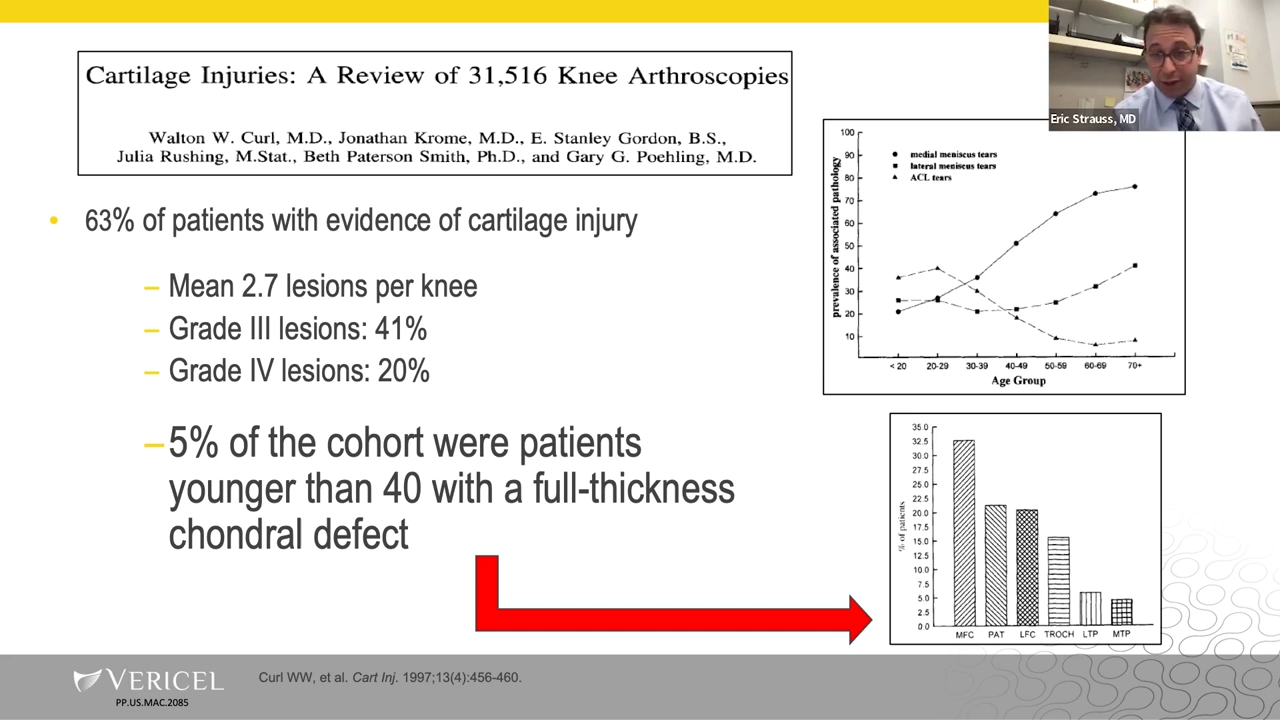 Cartilage Injuries: A Review of 31,516 Knee Arthroscopies
Walton W. Curl, M.D., Jonathan Krome, M.D., E. Stanley Gordon, B.S.,
Julia Rushing, M.Stat., Beth Paterson Smith, Ph.D., and Gary G. Poehling, M.D.
Eric Strauss, MD
• 63% of patients with evidence of cartilage injury
– Mean 2.7 lesions per knee
– Grade III lesions: 41%
– Grade IV lesions: 20%
– 5% of the cohort were patients
younger than 40 with a full-thickness
chondral defect
prevalence of associated pathology
100
90
80
70
60
50
40
30
20
10
medial meniscus tears
lateral meniscus tears
ACL tears
< 20 20-29 30-39 40-49 50-59 60-69 70+
Age Group
% of patients
35.0
32.5
30.0
27.5
25.0
22.5
20.0
17.5
15.0
12.5
10.0
7.5
5.0
2.5
0.0
MFC PAT LFC TROCH LTP MTP
VERICEL
PP.US.MAC.2085
Curl WW, et al. Cart Inj. 1997;13(4):456-460.